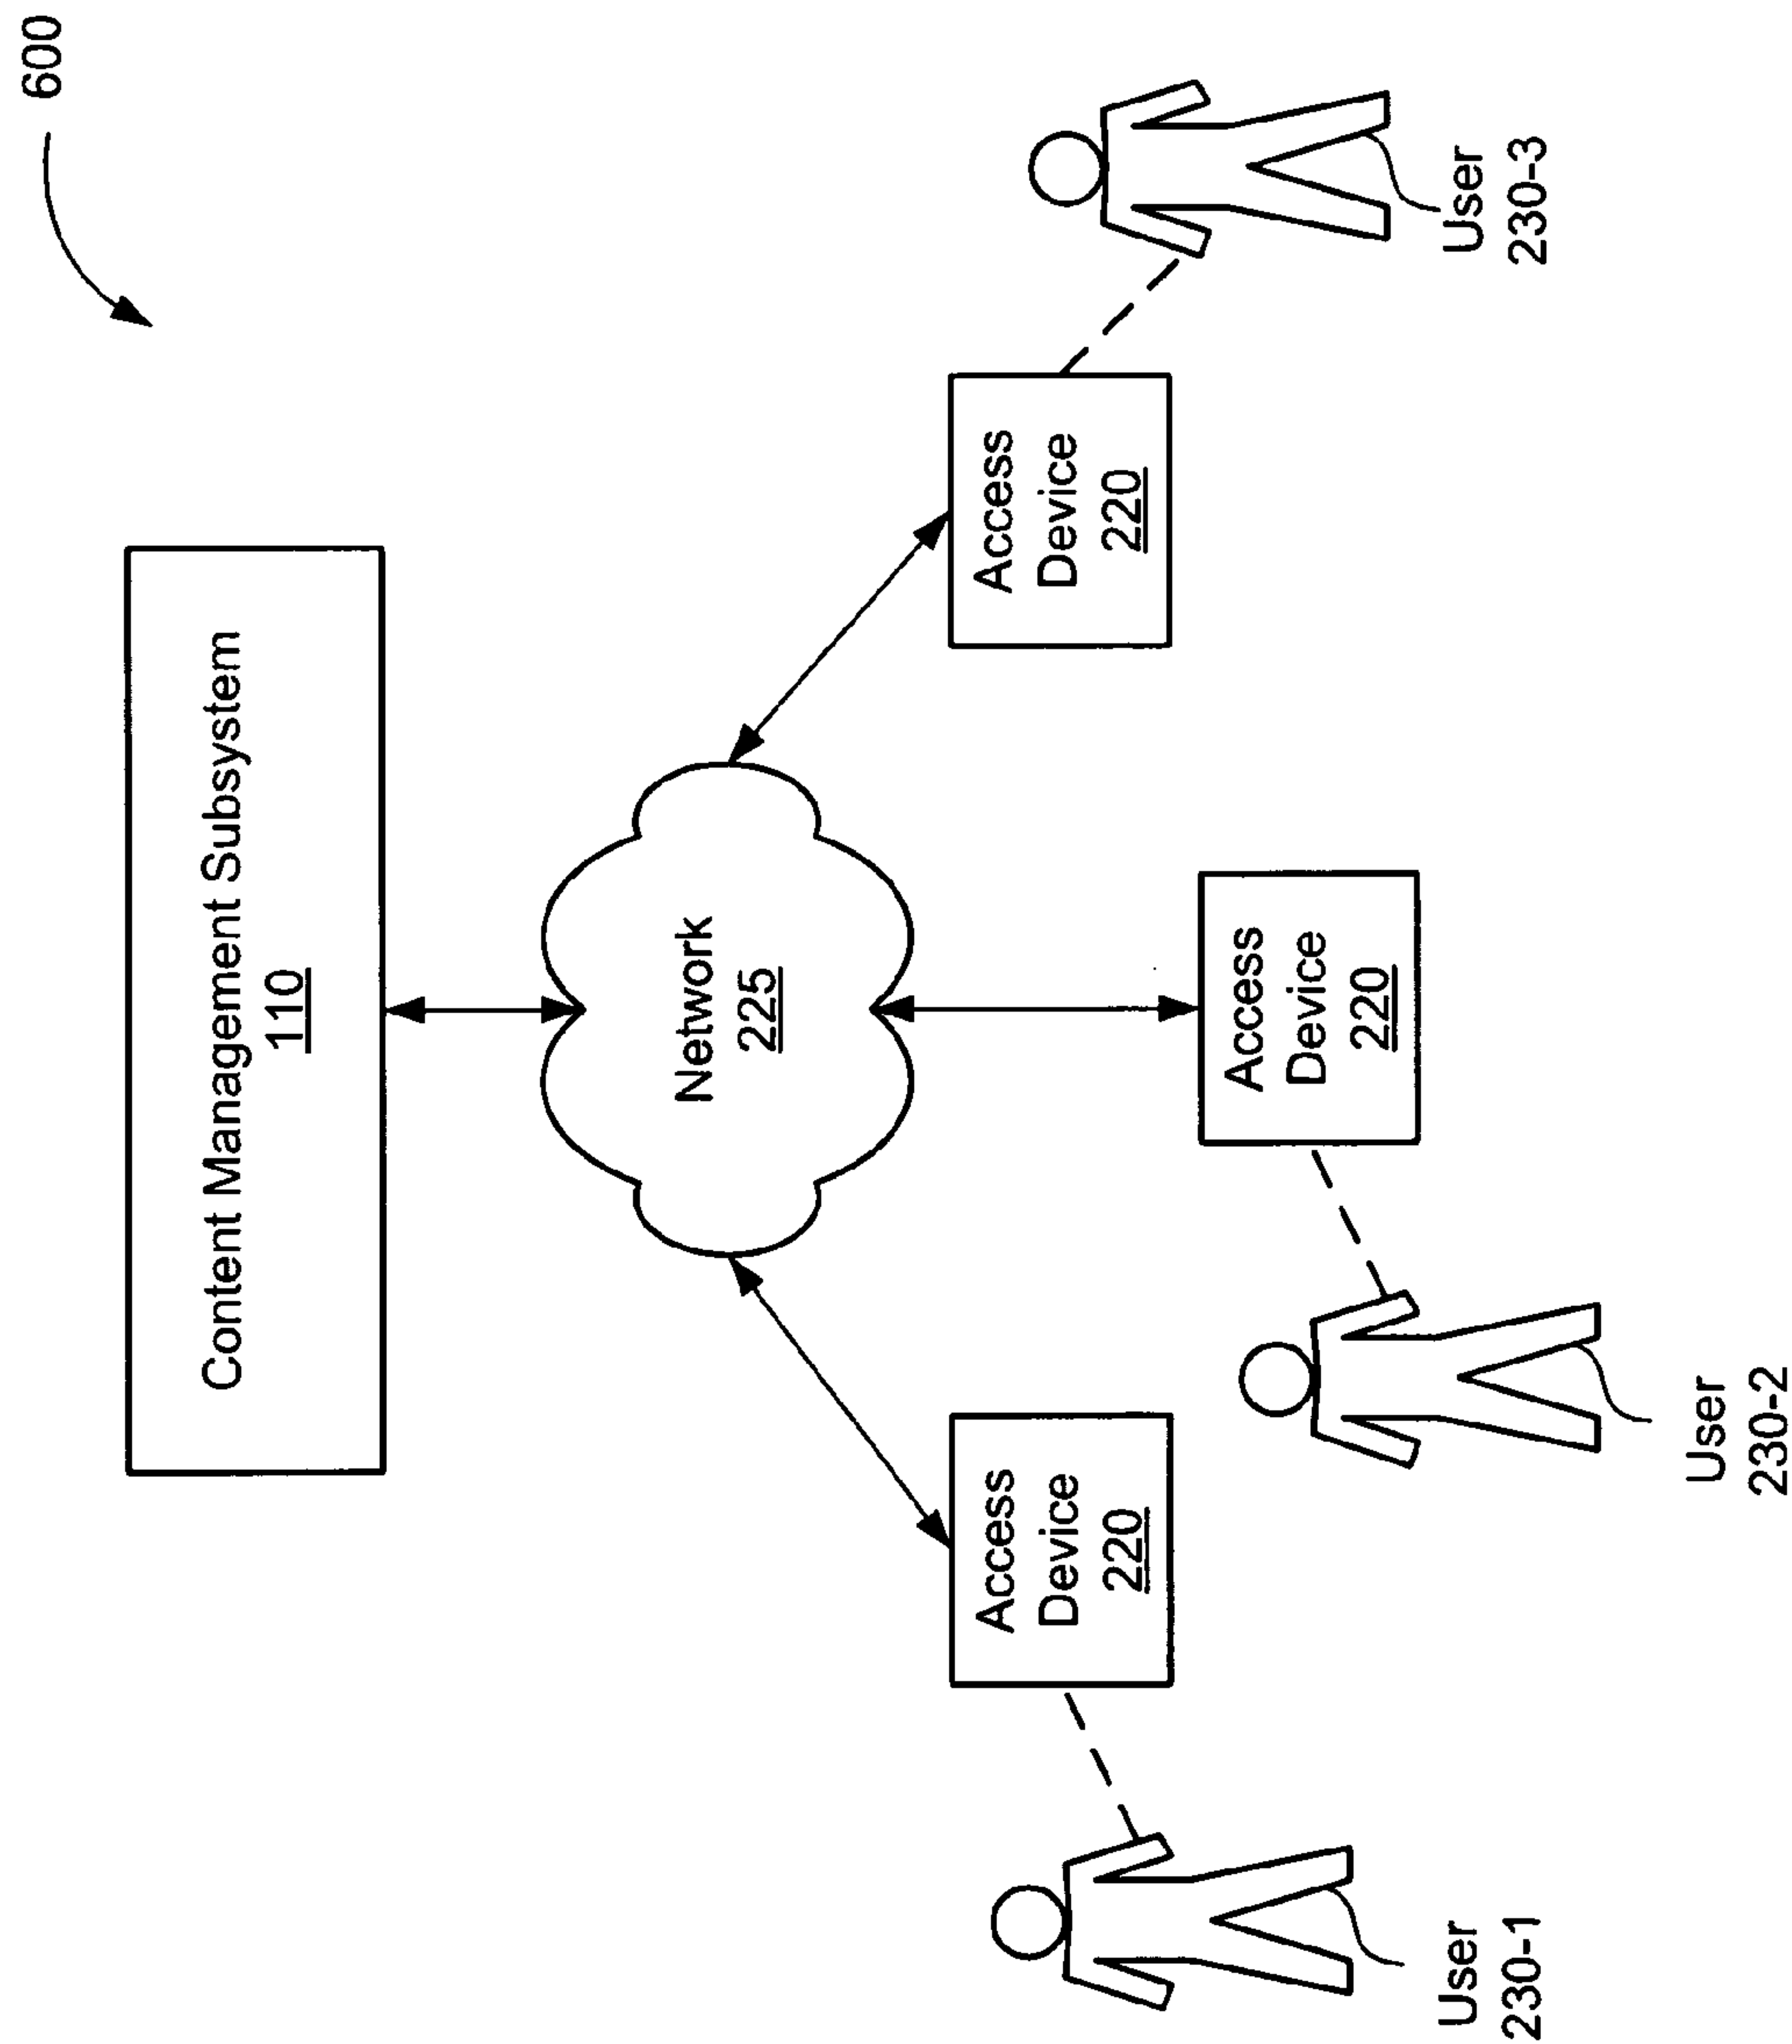 600
Content Management Subsystem
110
Network
225
Access
Device
220
Access
Device
220
Access
Device
220
User
230-1
User
230-2
User
230-3